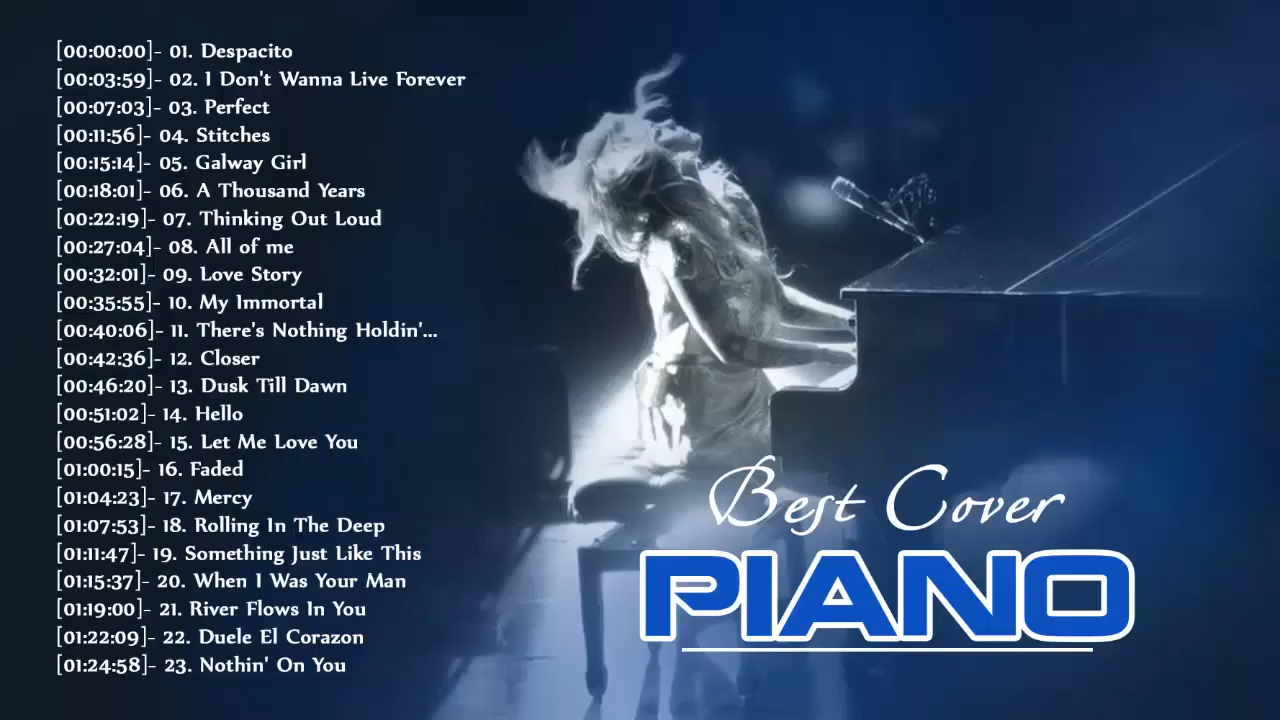 [00:00:00]- 01. Despacito
[00:03:59]- 02. I Don't Wanna Live Forever
[00:07:03]- 03. Perfect
[00:11:56]- 04. Stitches
[00:15:14]- 05. Galway Girl
[00:18:01]- 06. A Thousand Years
[00:22:19]- 07. Thinking Out Loud
[00:27:04]- 08. All of me
[00:32:01]- 09. Love Story
[00:35:55]- 10. My Immortal
[00:40:06]- 11. There's Nothing Holdin'...
[00:42:36]- 12. Closer
[00:46:20]- 13. Dusk Till Dawn
[00:51:02]- 14. Hello
[00:56:28]- 15. Let Me Love You
[01:00:15]- 16. Faded
[01:04:23]- 17. Mercy
[01:07:53]- 18. Rolling In The Deep
[01:11:47]- 19. Something Just Like This
[01:15:37]- 20. When I Was Your Man
[01:19:00]- 21. River Flows In You
[01:22:09]- 22. Duele El Corazon
[01:24:58]- 23. Nothin' On You
Best Cover
PIANO